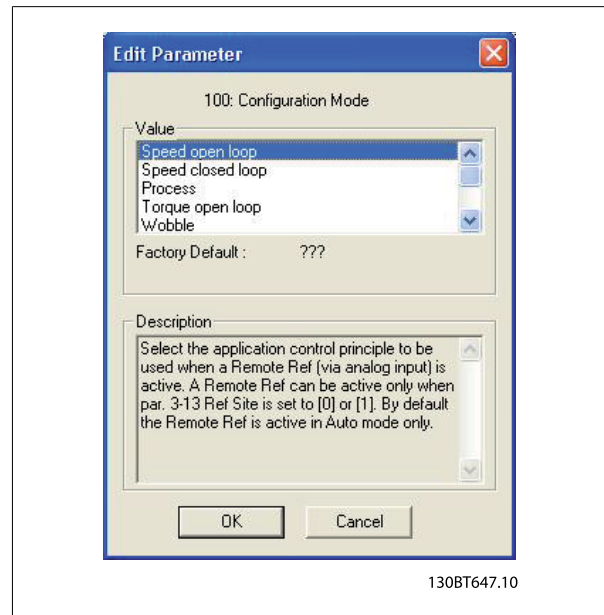 Edit Parameter
100: Configuration Mode
Value
Speed open loop
Speed closed loop
Process
Torque open loop
Wobble
Factory Default : ???
Description
Select the application control principle to be
used when a Remote Ref (via analog input) is
active. A Remote Ref can be active only when
par. 3-13 Ref Site is set to [0] or [1]. By default
the Remote Ref is active in Auto mode only.
OK Cancel
130BT647.10